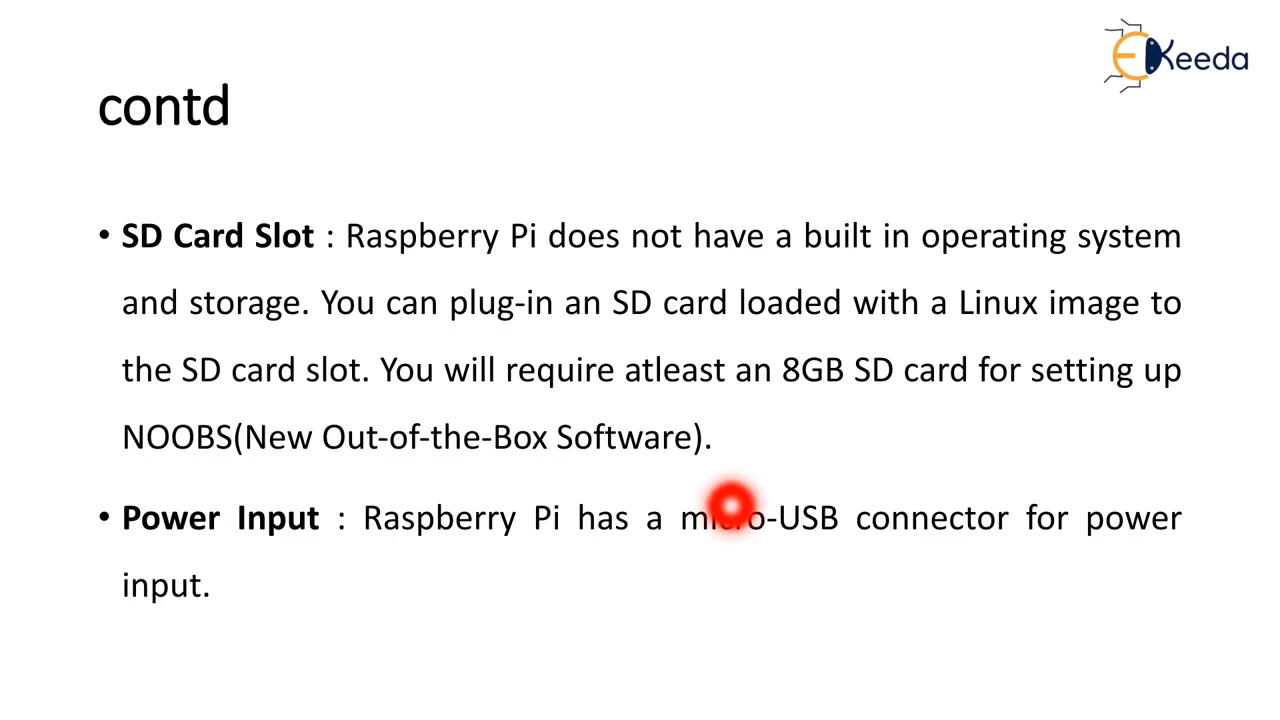 EKeeda
contd
• SD Card Slot : Raspberry Pi does not have a built in operating system
and storage. You can plug-in an SD card loaded with a Linux image to
the SD card slot. You will require atleast an 8GB SD card for setting up
NOOBS(New Out-of-the-Box Software).
• Power Input : Raspberry Pi has a micro-USB connector for power
input.